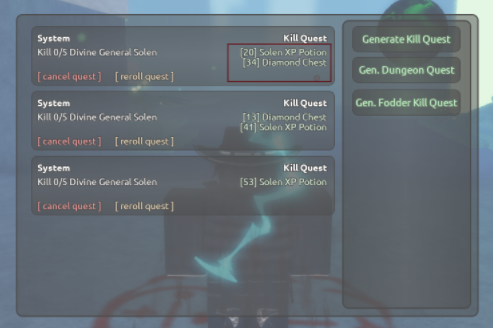 System
Kill Quest
Kill 0/5 Divine General Solen
[20] Solen XP Potion
[34] Diamond Chest
[ cancel quest ] [ reroll quest ]
System
Kill Quest
Kill 0/5 Divine General Solen
[13] Diamond Chest
[41] Solen XP Potion
[ cancel quest ] [ reroll quest ]
System
Kill Quest
Kill 0/5 Divine General Solen
[53] Solen XP Potion
[ cancel quest ] [ reroll quest ]
Generate Kill Quest
Gen. Dungeon Quest
Gen. Fodder Kill Quest